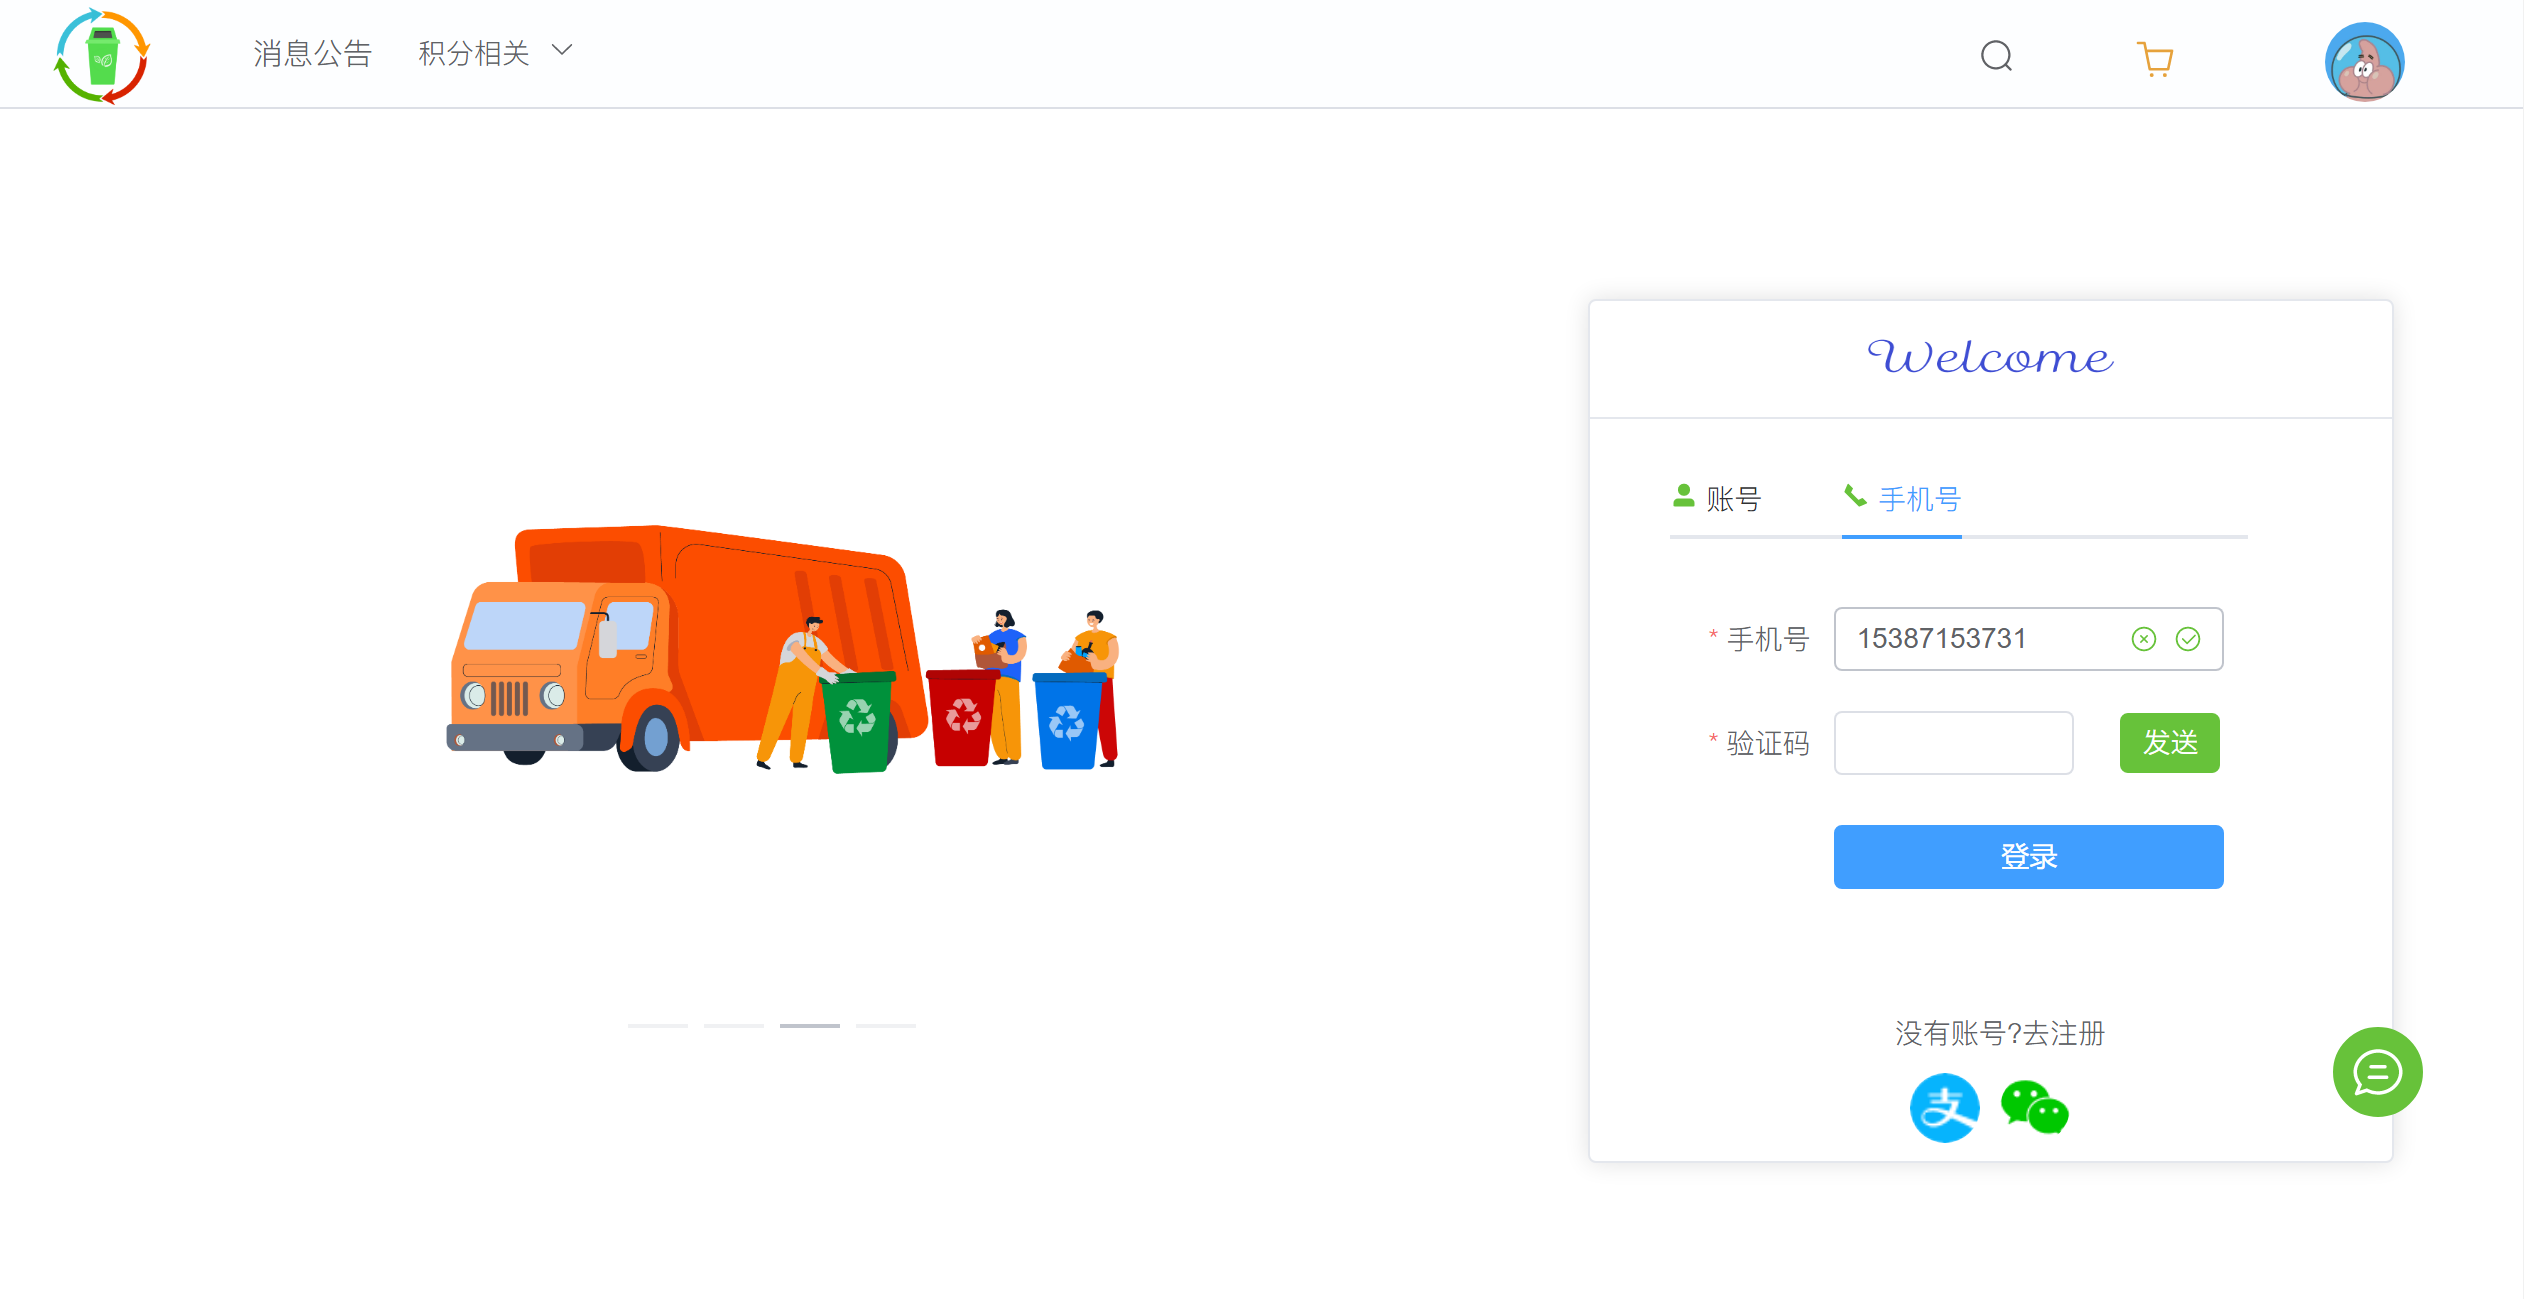 消息公告 积分相关
Welcome
账号 手机号
* 手机号 15387153731
* 验证码 发送
登录
没有账号?去注册
支